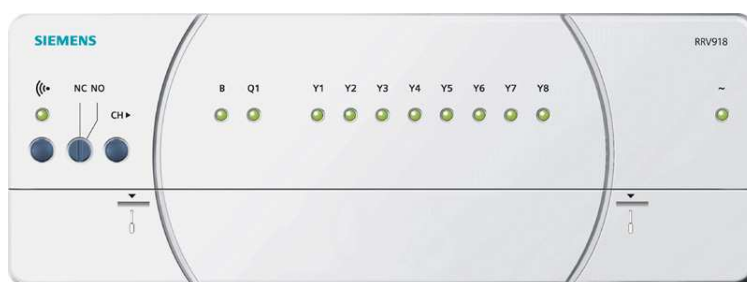 SIEMENS
RRV918
NC NO
CH
B Q1 Y1 Y2 Y3 Y4 Y5 Y6 Y7 Y8
~